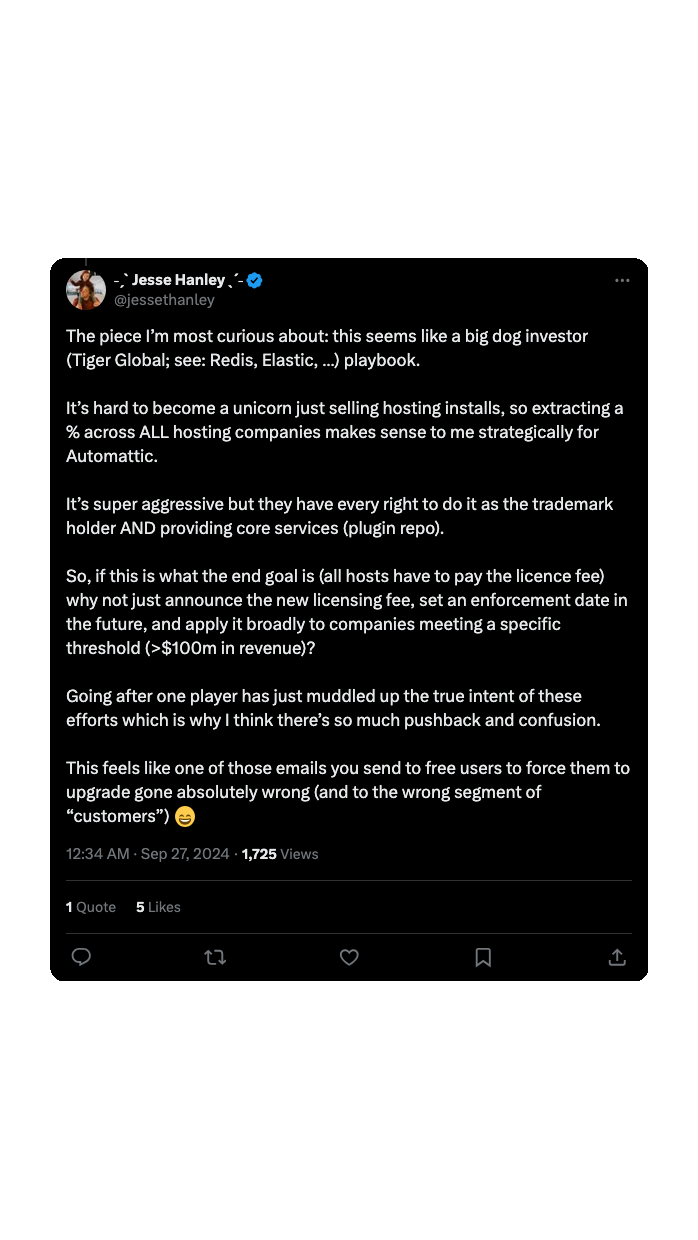 -ˏˋ Jesse Hanley ˎˊ-
@jessethanley
The piece I’m most curious about: this seems like a big dog investor
(Tiger Global; see: Redis, Elastic, ...) playbook.
It’s hard to become a unicorn just selling hosting installs, so extracting a
% across ALL hosting companies makes sense to me strategically for
Automattic.
It’s super aggressive but they have every right to do it as the trademark
holder AND providing core services (plugin repo).
So, if this is what the end goal is (all hosts have to pay the licence fee)
why not just announce the new licensing fee, set an enforcement date in
the future, and apply it broadly to companies meeting a specific
threshold (>$100m in revenue)?
Going after one player has just muddled up the true intent of these
efforts which is why I think there’s so much pushback and confusion.
This feels like one of those emails you send to free users to force them to
upgrade gone absolutely wrong (and to the wrong segment of
“customers”) 😄
12:34 AM · Sep 27, 2024 · 1,725 Views
1 Quote 5 Likes